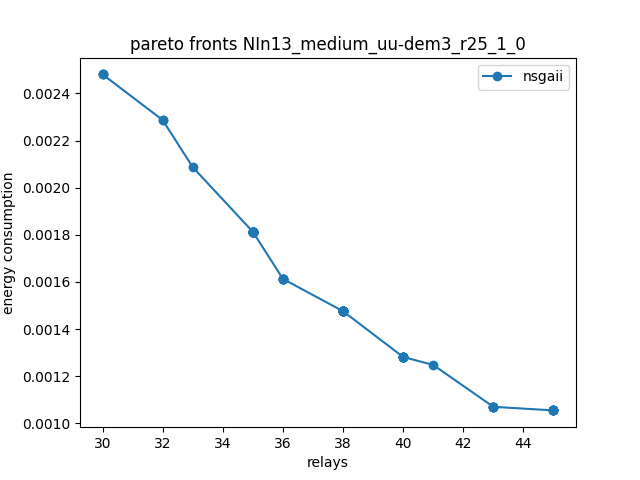 pareto fronts NIn13_medium_uu-dem3_r25_1_0
nsgaii
energy consumption
0.0024
0.0022
0.0020
0.0018
0.0016
0.0014
0.0012
0.0010
30 32 34 36 38 40 42 44
relays